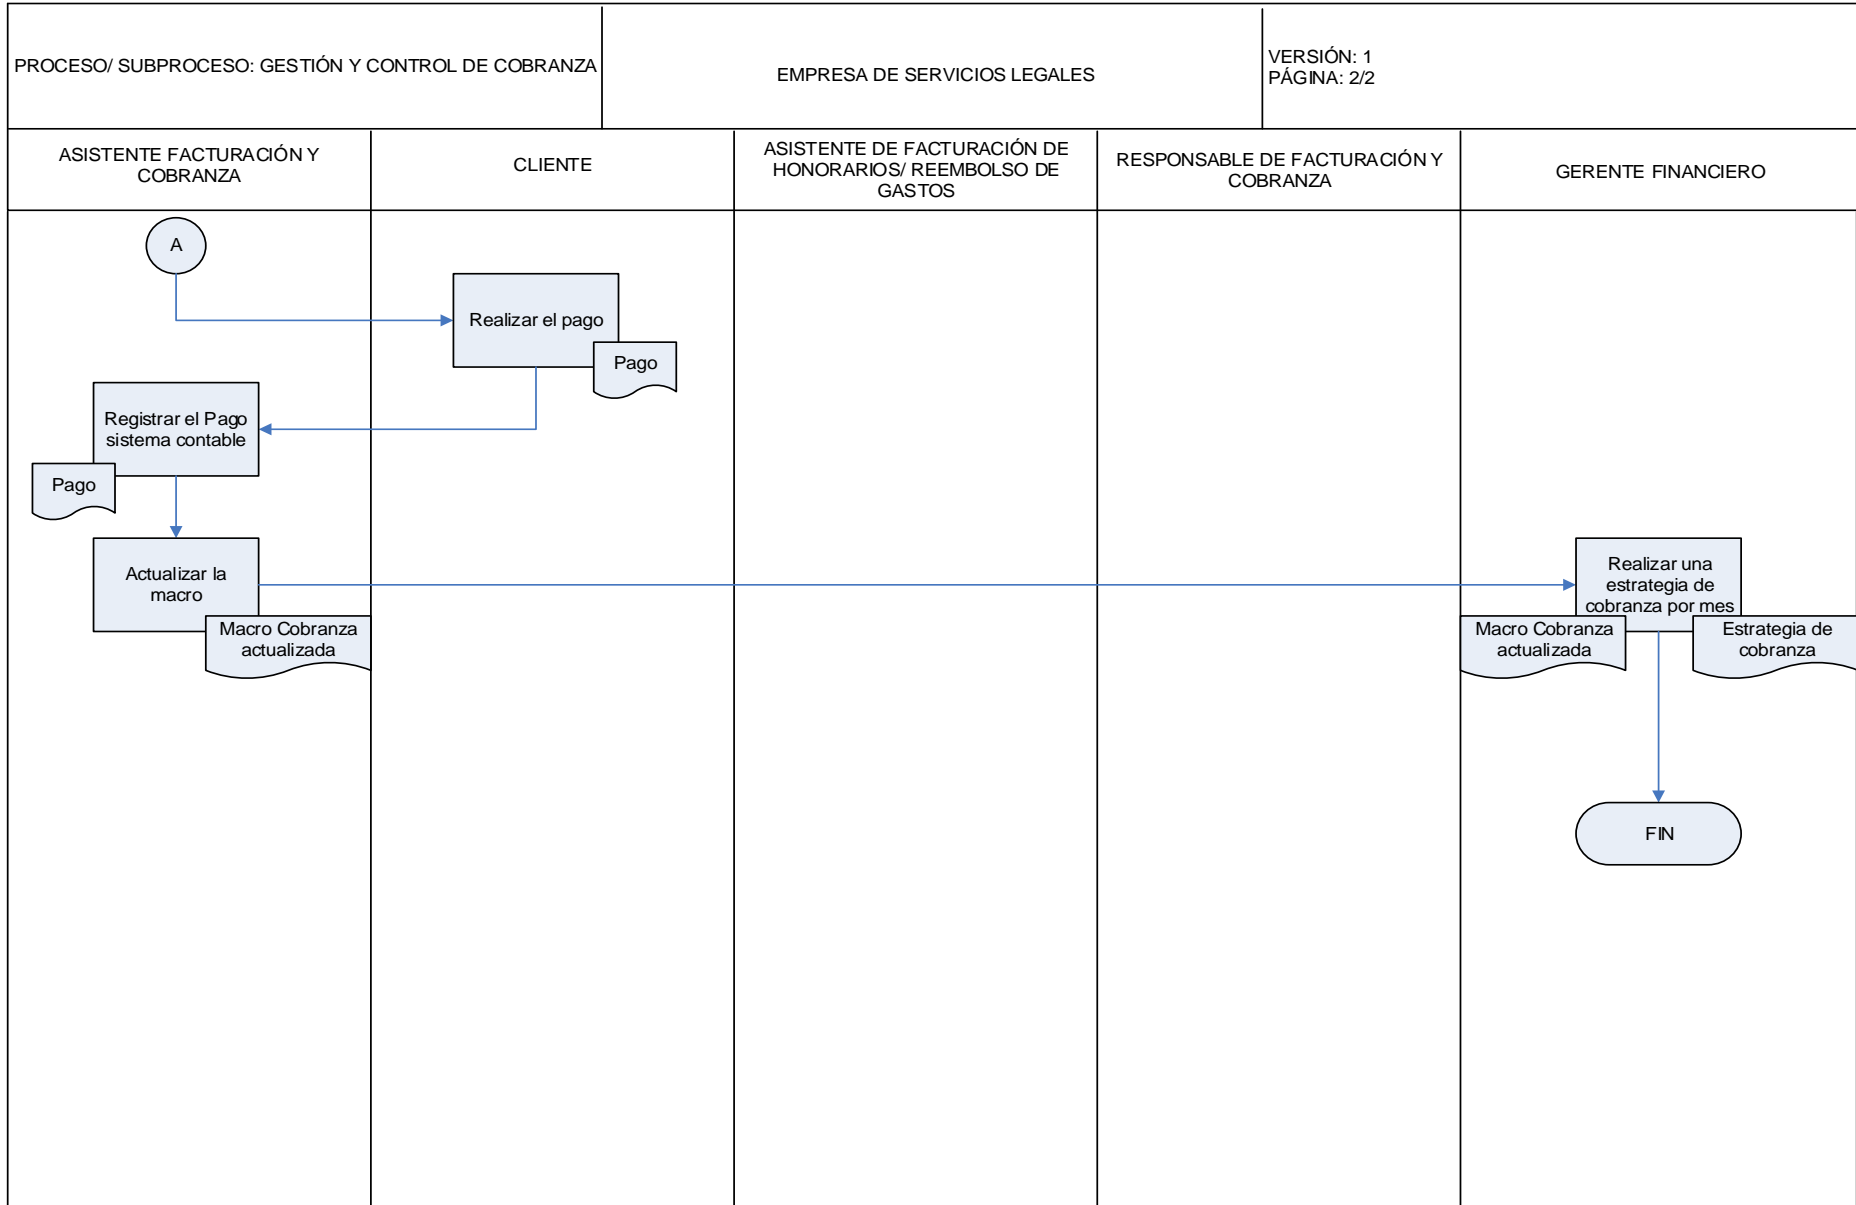 PROCESO/ SUBPROCESO: GESTIÓN Y CONTROL DE COBRANZA
EMPRESA DE SERVICIOS LEGALES
VERSIÓN: 1
PÁGINA: 2/2
ASISTENTE FACTURACIÓN Y
COBRANZA
CLIENTE
ASISTENTE DE FACTURACIÓN DE
HONORARIOS/ REEMBOLSO DE
GASTOS
RESPONSABLE DE FACTURACIÓN Y
COBRANZA
GERENTE FINANCIERO
A
Realizar el pago
Pago
Registrar el Pago
sistema contable
Pago
Actualizar la
macro
Macro Cobranza
actualizada
Realizar una
estrategia de
cobranza por mes
Macro Cobranza
actualizada
Estrategia de
cobranza
FIN